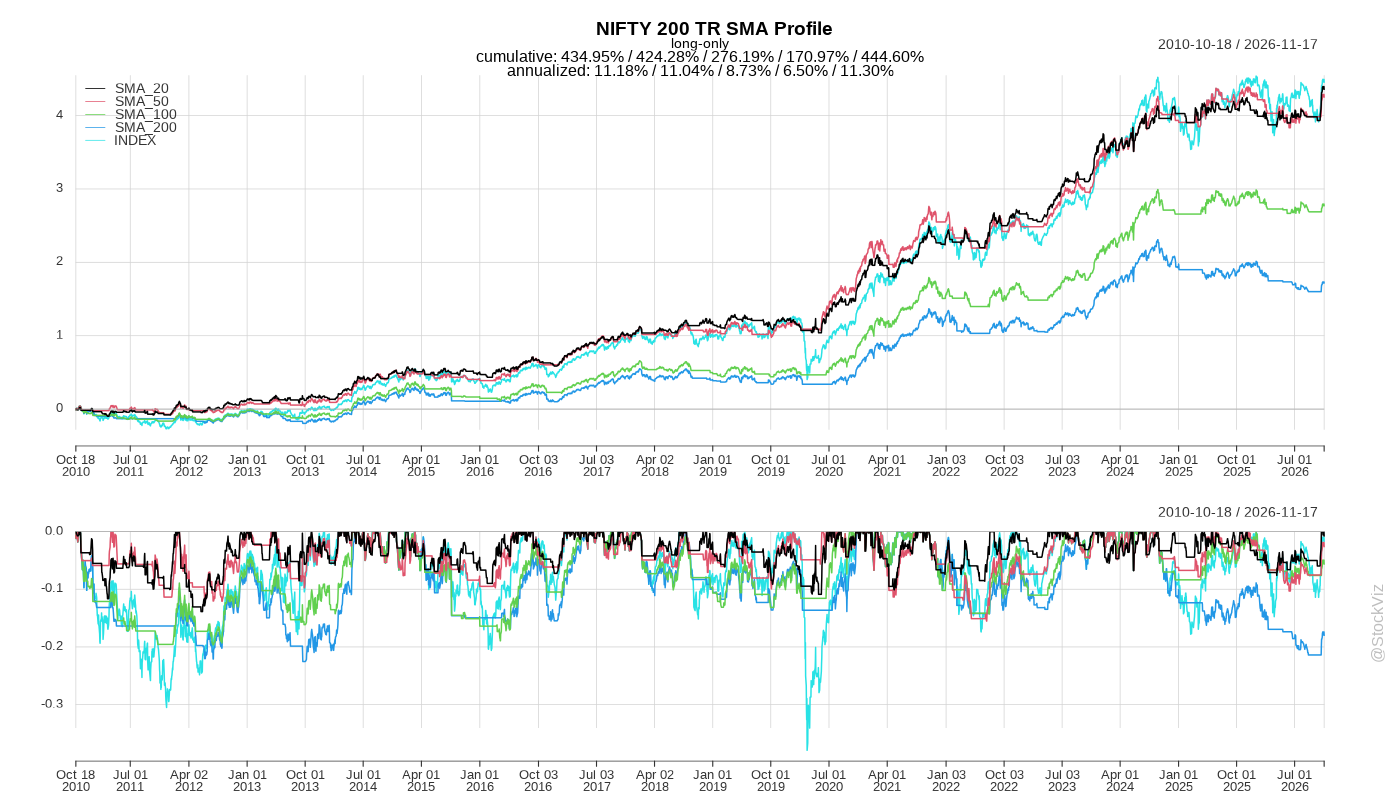 NIFTY 200 TR SMA Profile
long-only
2010-10-18 / 2026-11-17
cumulative: 434.95% / 424.28% / 276.19% / 170.97% / 444.60%
annualized: 11.18% / 11.04% / 8.73% / 6.50% / 11.30%
SMA_20
SMA_50
SMA_100
SMA_200
INDEX
4
3
2
1
0
Oct 18 Jul 01 Apr 02 Jan 01 Oct 01 Jul 01 Apr 01 Jan 01 Oct 03 Jul 03 Apr 02 Jan 01 Oct 01 Jul 01 Apr 01 Jan 03 Oct 03 Jul 03 Apr 01 Jan 01 Oct 01 Jul 01
2010 2011 2012 2013 2013 2014 2015 2016 2016 2017 2018 2019 2019 2020 2021 2022 2022 2023 2024 2025 2025 2026
2010-10-18 / 2026-11-17
0.0
-0.1
-0.2
-0.3
Oct 18 Jul 01 Apr 02 Jan 01 Oct 01 Jul 01 Apr 01 Jan 01 Oct 03 Jul 03 Apr 02 Jan 01 Oct 01 Jul 01 Apr 01 Jan 03 Oct 03 Jul 03 Apr 01 Jan 01 Oct 01 Jul 01
2010 2011 2012 2013 2013 2014 2015 2016 2016 2017 2018 2019 2019 2020 2021 2022 2022 2023 2024 2025 2025 2026
@StockViz